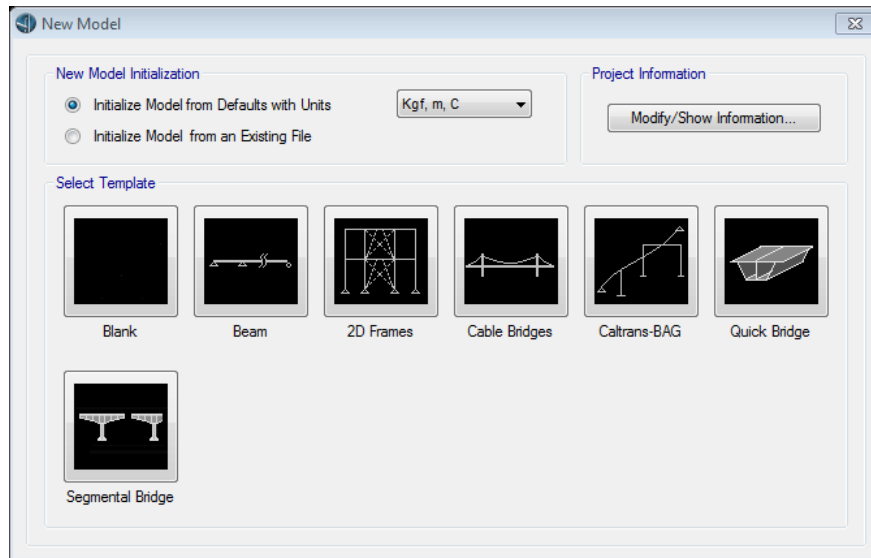 New Model
New Model Initialization
Initialize Model from Defaults with Units
Kgf, m, C
Initialize Model from an Existing File
Project Information
Modify/Show Information...
Select Template
Blank
Beam
2D Frames
Cable Bridges
Caltrans-BAG
Quick Bridge
Segmental Bridge